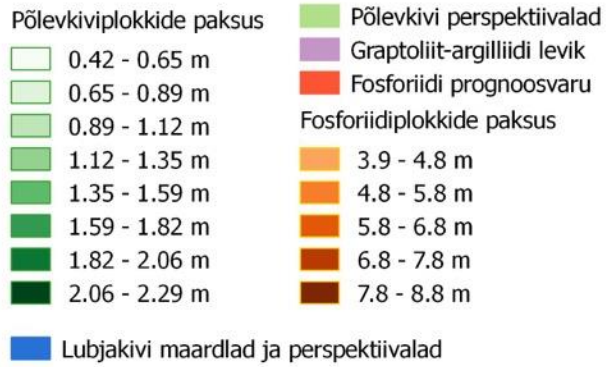 Põlevkiviplokkide paksus
0.42 - 0.65 m
0.65 - 0.89 m
0.89 - 1.12 m
1.12 - 1.35 m
1.35 - 1.59 m
1.59 - 1.82 m
1.82 - 2.06 m
2.06 - 2.29 m
Põlevkivi perspektiivalad
Graptoliit-argilliidi levik
Fosforiidi prognoosvaru
Fosforiidiplokkide paksus
3.9 - 4.8 m
4.8 - 5.8 m
5.8 - 6.8 m
6.8 - 7.8 m
7.8 - 8.8 m
Lubjakivi maardlad ja perspektiivalad